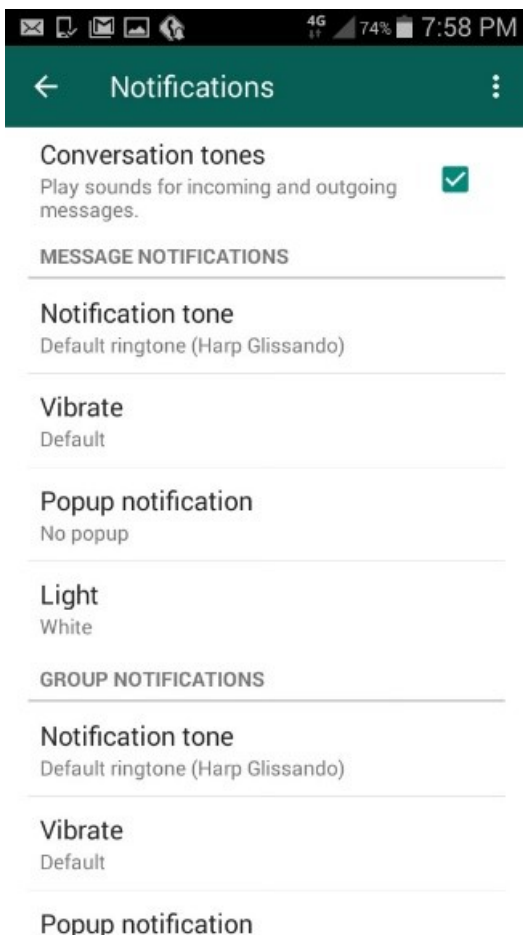 4G 74% 7:58 PM
Notifications
Conversation tones
Play sounds for incoming and outgoing
messages.
MESSAGE NOTIFICATIONS
Notification tone
Default ringtone (Harp Glissando)
Vibrate
Default
Popup notification
No popup
Light
White
GROUP NOTIFICATIONS
Notification tone
Default ringtone (Harp Glissando)
Vibrate
Default
Popup notification